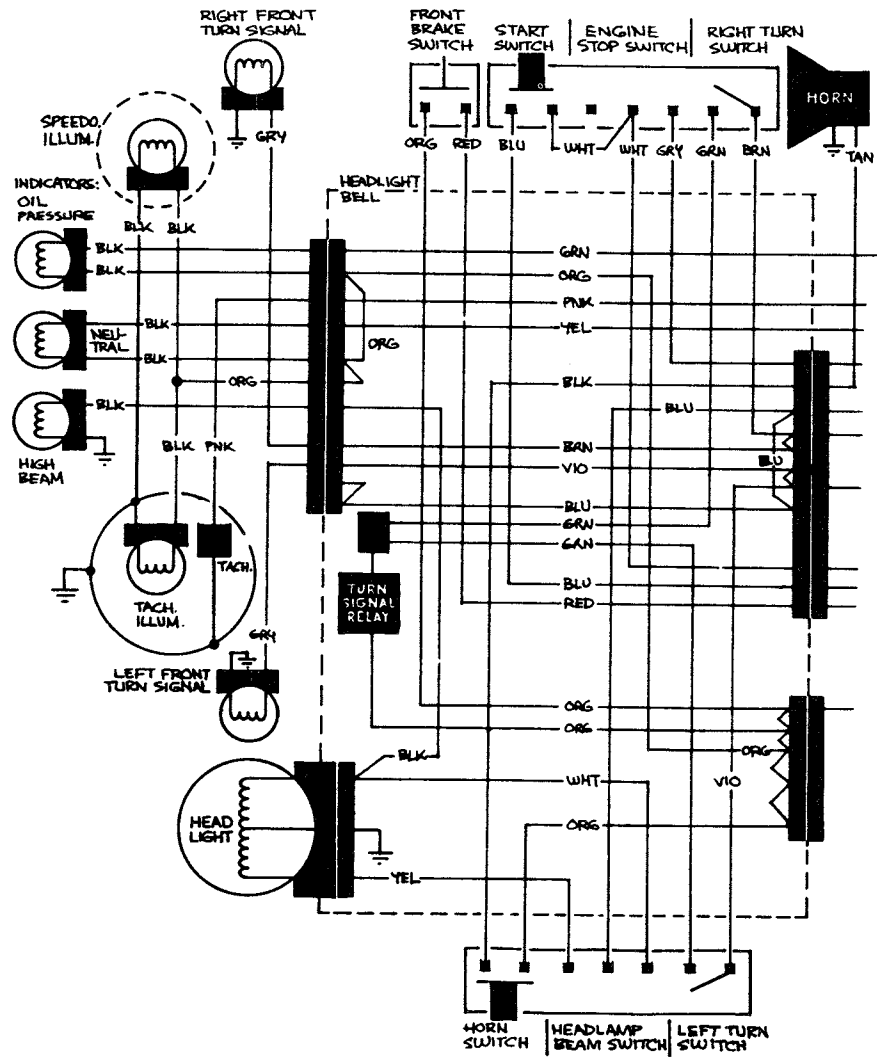 RIGHT FRONT
TURN SIGNAL
FRONT
BRAKE
SWITCH
START
SWITCH
ENGINE
STOP SWITCH
RIGHT TURN
SWITCH
HORN
SPEEDO.
ILLUM.
GRY
ORG
RED
BLU
WHT
WHT
GRY
GRN
BRN
TAN
INDICATORS:
OIL
PRESSURE
HEADLIGHT
BELL
BLK
BLK
BLK
BLK
GRN
ORG
PNK
YEL
BLK
NEU-
TRAL
BLK
ORG
ORG
BLK
BLK
BLU
HIGH
BEAM
BLK
PNK
BRN
VIO
BLU
BLU
GRN
GRN
TACH.
TACH.
ILLUM.
TURN
SIGNAL
RELAY
BLU
RED
GRY
LEFT FRONT
TURN SIGNAL
ORG
ORG
ORG
BLK
WHT
VIO
HEAD
LIGHT
ORG
YEL
HORN
SWITCH
HEADLAMP
BEAM SWITCH
LEFT TURN
SWITCH